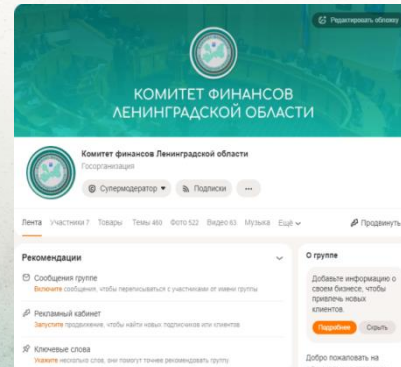 Редактировать обложку
КОМИТЕТ ФИНАНСОВ
ЛЕНИНГРАДСКОЙ ОБЛАСТИ
Комитет финансов Ленинградской области
Госорганизация
Супермодератор
Подписки
Лента Участники 7 Товары Темы 460 Фото 522 Видео 63 Музыка Ещё
Продвинуть
Рекомендации
Сообщения группе
Включите сообщения, чтобы переписываться с участниками от имени группы
Рекламный кабинет
Запустите продвижение, чтобы найти новых подписчиков или клиентов
Ключевые слова
Укажите несколько слов, они помогут точнее рекомендовать группу
О группе
Добавьте информацию о
своем бизнесе, чтобы
привлечь новых
клиентов
Подробнее Скрыть
Добро пожаловать на